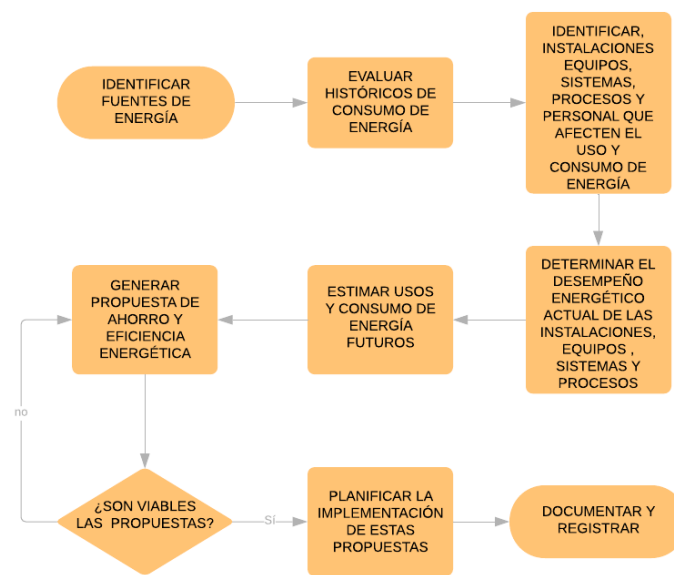 IDENTIFICAR
FUENTES DE
ENERGÍA
EVALUAR
HISTÓRICOS DE
CONSUMO DE
ENERGÍA
IDENTIFICAR,
INSTALACIONES
EQUIPOS,
SISTEMAS,
PROCESOS Y
PERSONAL QUE
AFECTEN EL
USO Y
CONSUMO DE
ENERGÍA
DETERMINAR EL
DESEMPEÑO
ENERGÉTICO
ACTUAL DE LAS
INSTALACIONES,
EQUIPOS ,
SISTEMAS Y
PROCESOS
ESTIMAR USOS
Y CONSUMO DE
ENERGÍA
FUTUROS
GENERAR
PROPUESTA DE
AHORRO Y
EFICIENCIA
ENERGÉTICA
no
¿SON VIABLES
LAS PROPUESTAS?
Sí
PLANIFICAR LA
IMPLEMENTACIÓN
DE ESTAS
PROPUESTAS
DOCUMENTAR Y
REGISTRAR